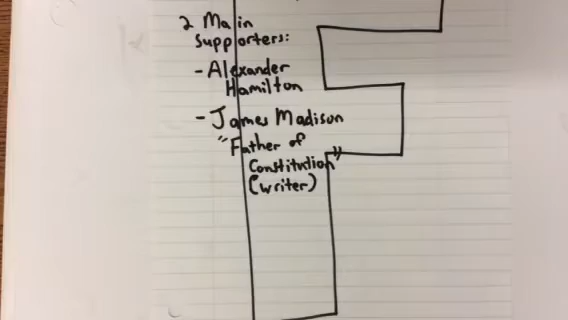 2 Main
Supporters:
- Alexander
Hamilton
- James Madison
"Father of
Constitution"
(writer)